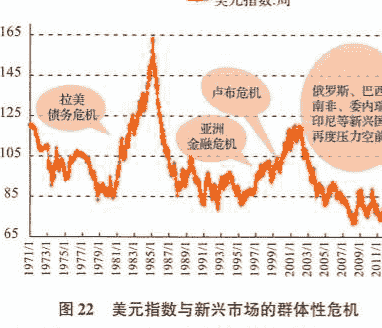 美元指数:周
165
145
125
105
85
65
拉美
债务危机
卢布危机
亚洲
金融危机
俄罗斯、巴西
南非、委内瑞
印尼等新兴国
再度压力空前
1971/1
1973/1
1975/1
1977/1
1979/1
1981/1
1983/1
1985/1
1987/1
1989/1
1991/1
1993/1
1995/1
1997/1
1999/1
2001/1
2003/1
2005/1
2007/1
2009/1
2011/1
图 22 美元指数与新兴市场的群体性危机